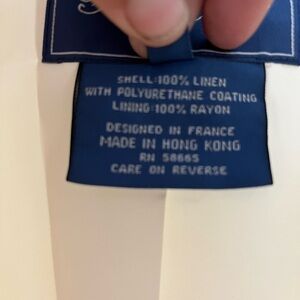 SHELL:100% LINEN
WITH POLYURETHANE COATING
LINING:100% RAYON
DESIGNED IN FRANCE
MADE IN HONG KONG
RN 58665
CARE ON REVERSE